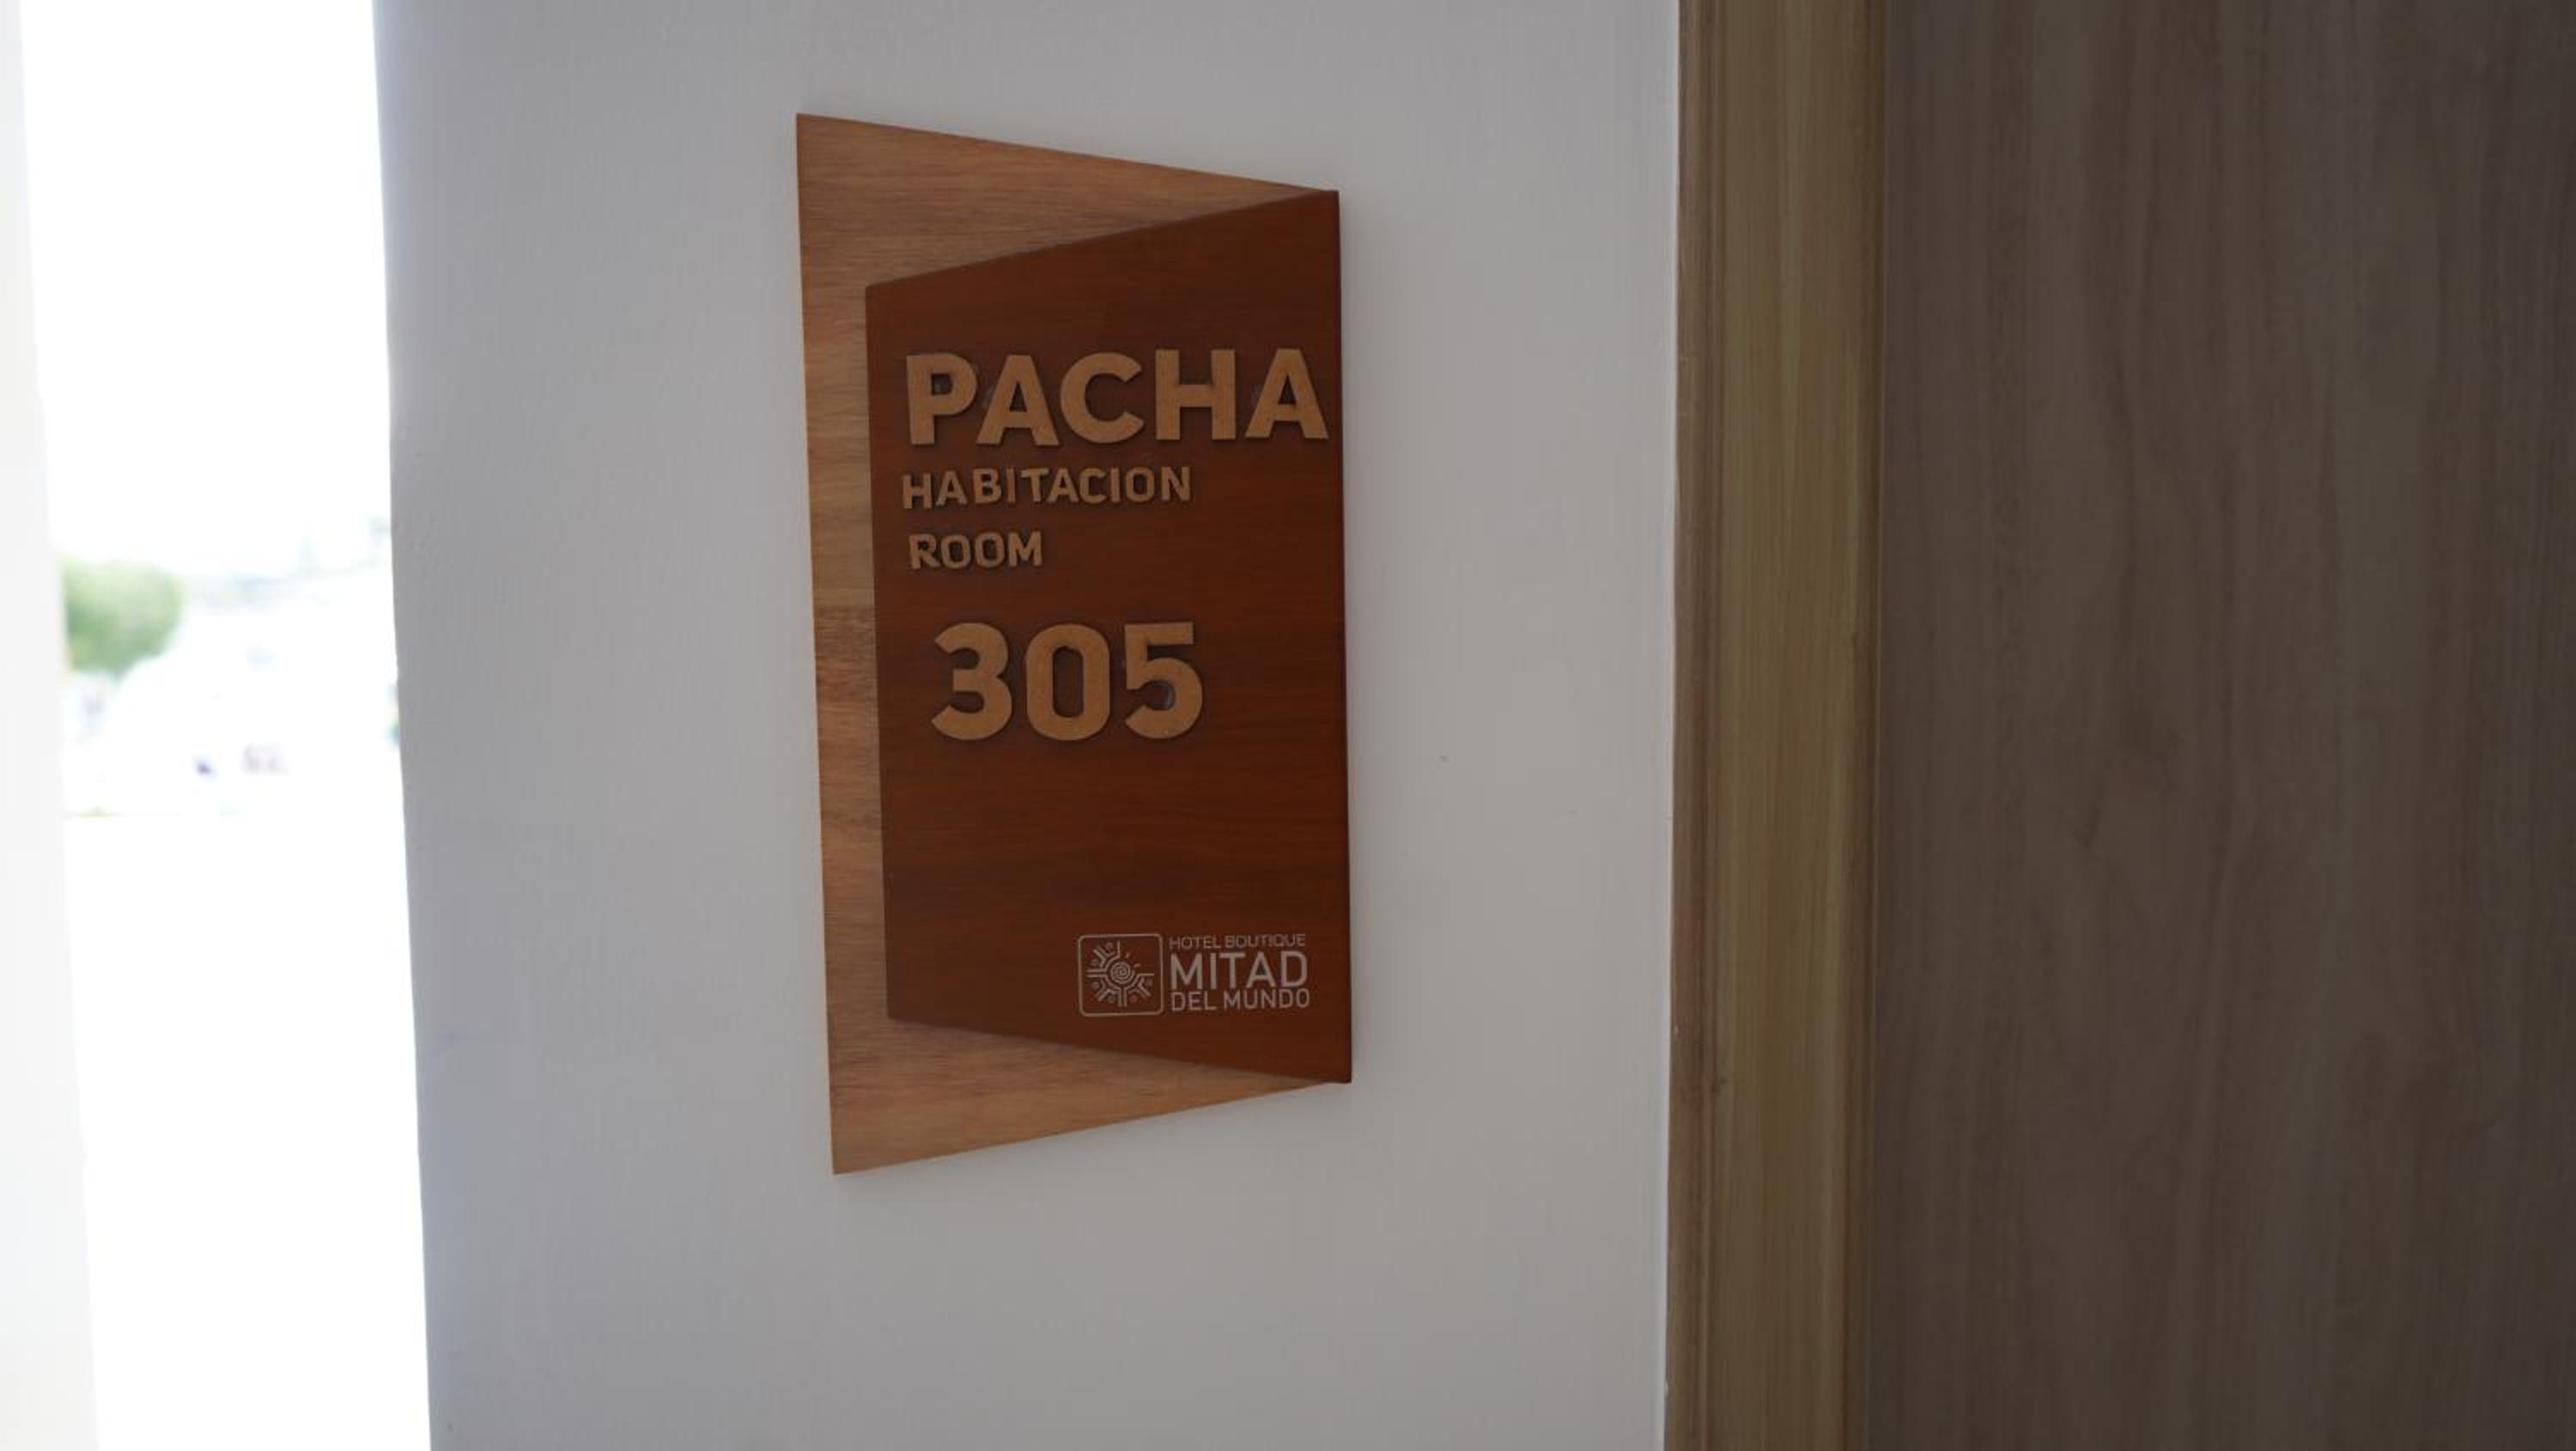 PACHA
HABITACION
ROOM
305
HOTEL BOUTIQUE
MITAD
DEL MUNDO